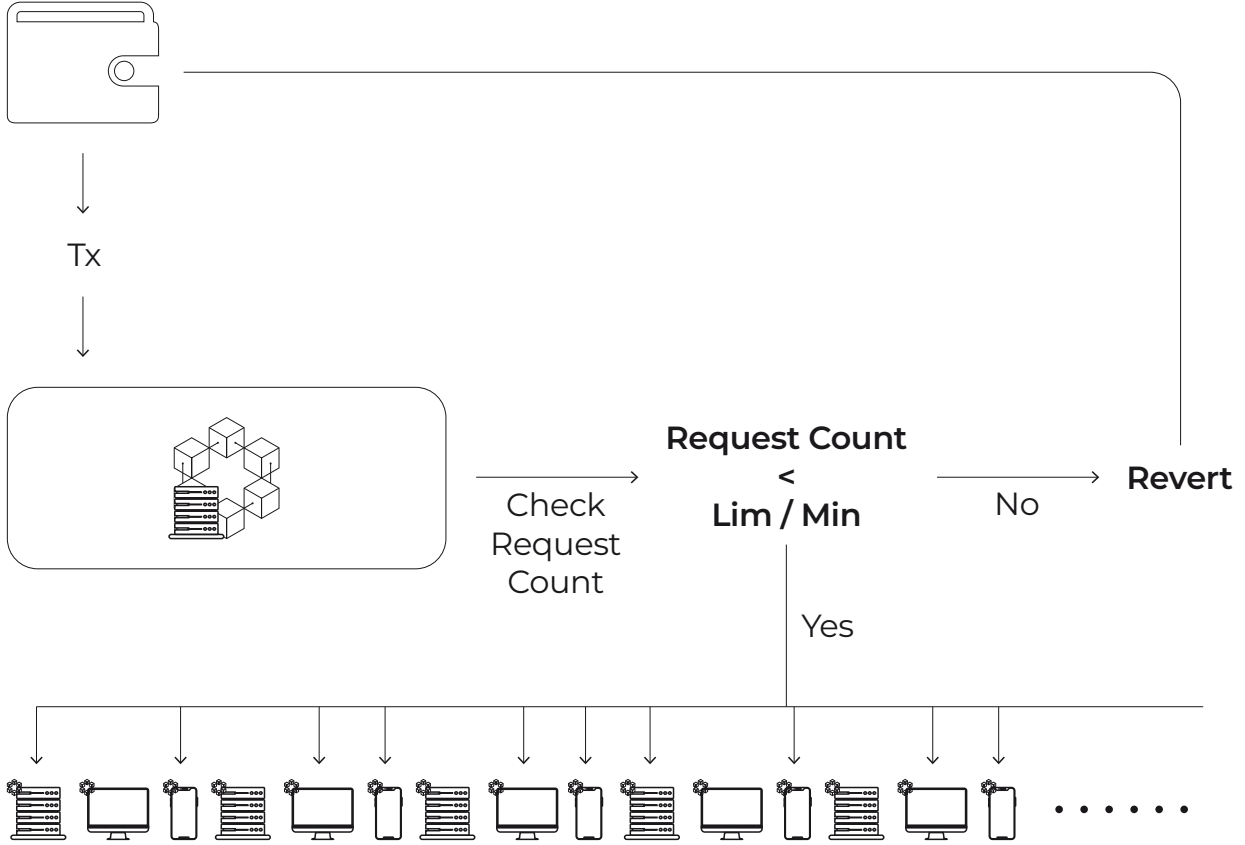 Tx
Request Count
<
Lim / Min
Check
Request
Count
No
Revert
Yes